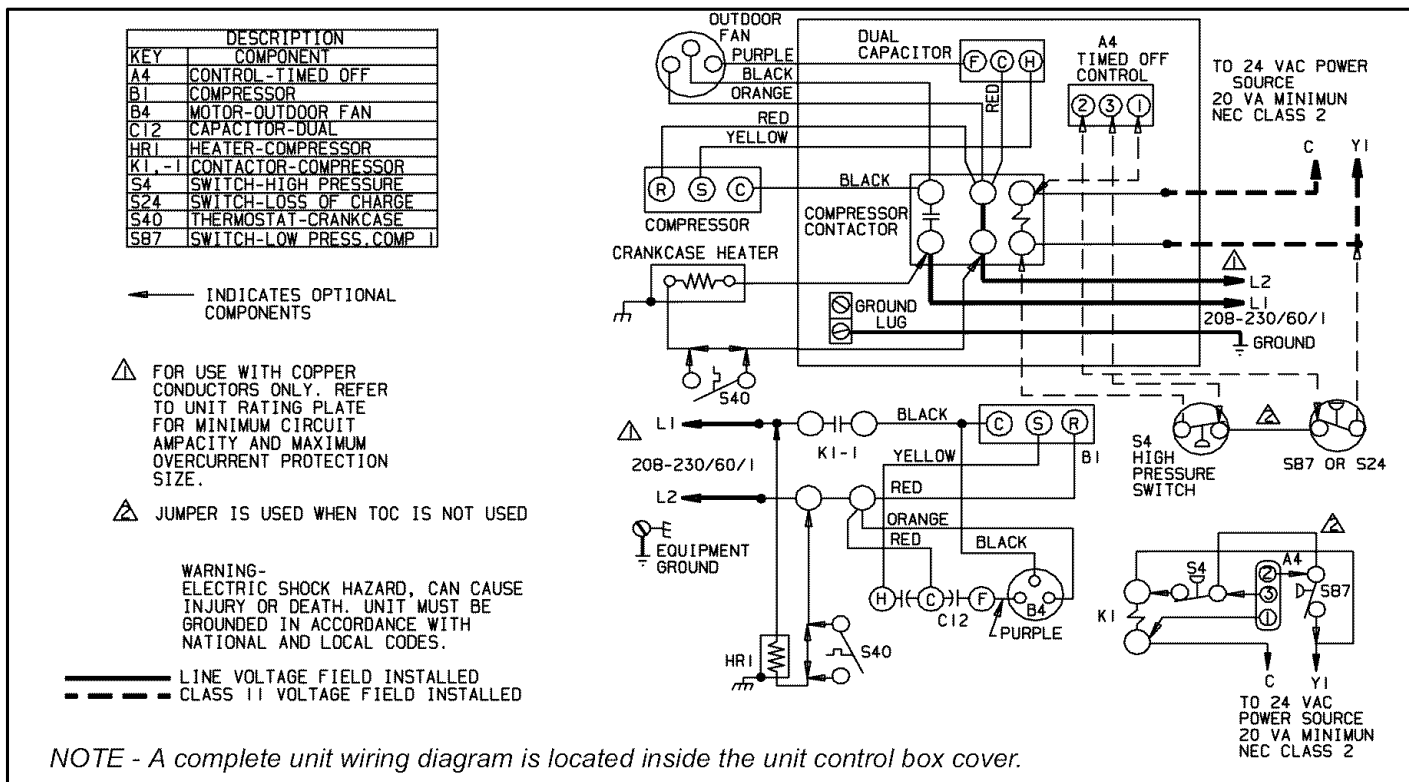 DESCRIPTION
KEY COMPONENT
A4 CONTROL-TIMED OFF
B1 COMPRESSOR
B4 MOTOR-OUTDOOR FAN
C12 CAPACITOR-DUAL
HR1 HEATER-COMPRESSOR
K1,-1 CONTACTOR-COMPRESSOR
S4 SWITCH-HIGH PRESSURE
S24 SWITCH-LOSS OF CHARGE
S40 THERMOSTAT-CRANKCASE
S87 SWITCH-LOW PRESS,COMP 1
INDICATES OPTIONAL
COMPONENTS
1 FOR USE WITH COPPER
CONDUCTORS ONLY. REFER
TO UNIT RATING PLATE
FOR MINIMUM CIRCUIT
AMPACITY AND MAXIMUM
OVERCURRENT PROTECTION
SIZE.
2 JUMPER IS USED WHEN TOC IS NOT USED
WARNING-
ELECTRIC SHOCK HAZARD, CAN CAUSE
INJURY OR DEATH. UNIT MUST BE
GROUNDED IN ACCORDANCE WITH
NATIONAL AND LOCAL CODES.
LINE VOLTAGE FIELD INSTALLED
CLASS II VOLTAGE FIELD INSTALLED
OUTDOOR
FAN
PURPLE
BLACK
ORANGE
RED
YELLOW
DUAL
CAPACITOR
F C H
RED
A4
TIMED OFF
CONTROL
2 3 1
TO 24 VAC POWER
SOURCE
20 VA MINIMUN
NEC CLASS 2
C Y1
R S C
COMPRESSOR
BLACK
COMPRESSOR
CONTACTOR
CRANKCASE HEATER
GROUND
LUG
1
L2
L1
208-230/60/1
GROUND
S40
S4
HIGH
PRESSURE
SWITCH
2
S87 OR S24
1
L1
208-230/60/1
L2
K1-1
BLACK
C S R
B1
YELLOW
RED
ORANGE
RED
BLACK
EQUIPMENT
GROUND
H C F
C12
B4
PURPLE
HR1
S40
2
A4
S4
2
3
1
S87
K1
C Y1
TO 24 VAC
POWER SOURCE
20 VA MINIMUN
NEC CLASS 2
NOTE - A complete unit wiring diagram is located inside the unit control box cover.